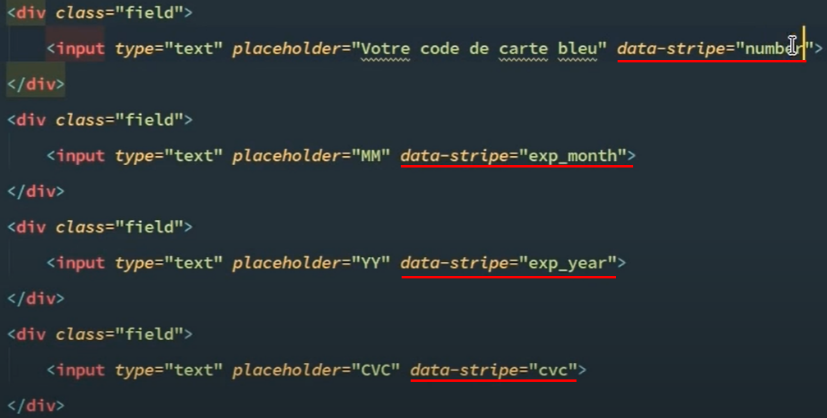 <div class="field">
<input type="text" placeholder="Votre code de carte bleu" data-stripe="number">
</div>
<div class="field">
<input type="text" placeholder="MM" data-stripe="exp_month">
</div>
<div class="field">
<input type="text" placeholder="YY" data-stripe="exp_year">
</div>
<div class="field">
<input type="text" placeholder="CVC" data-stripe="cvc">
</div>